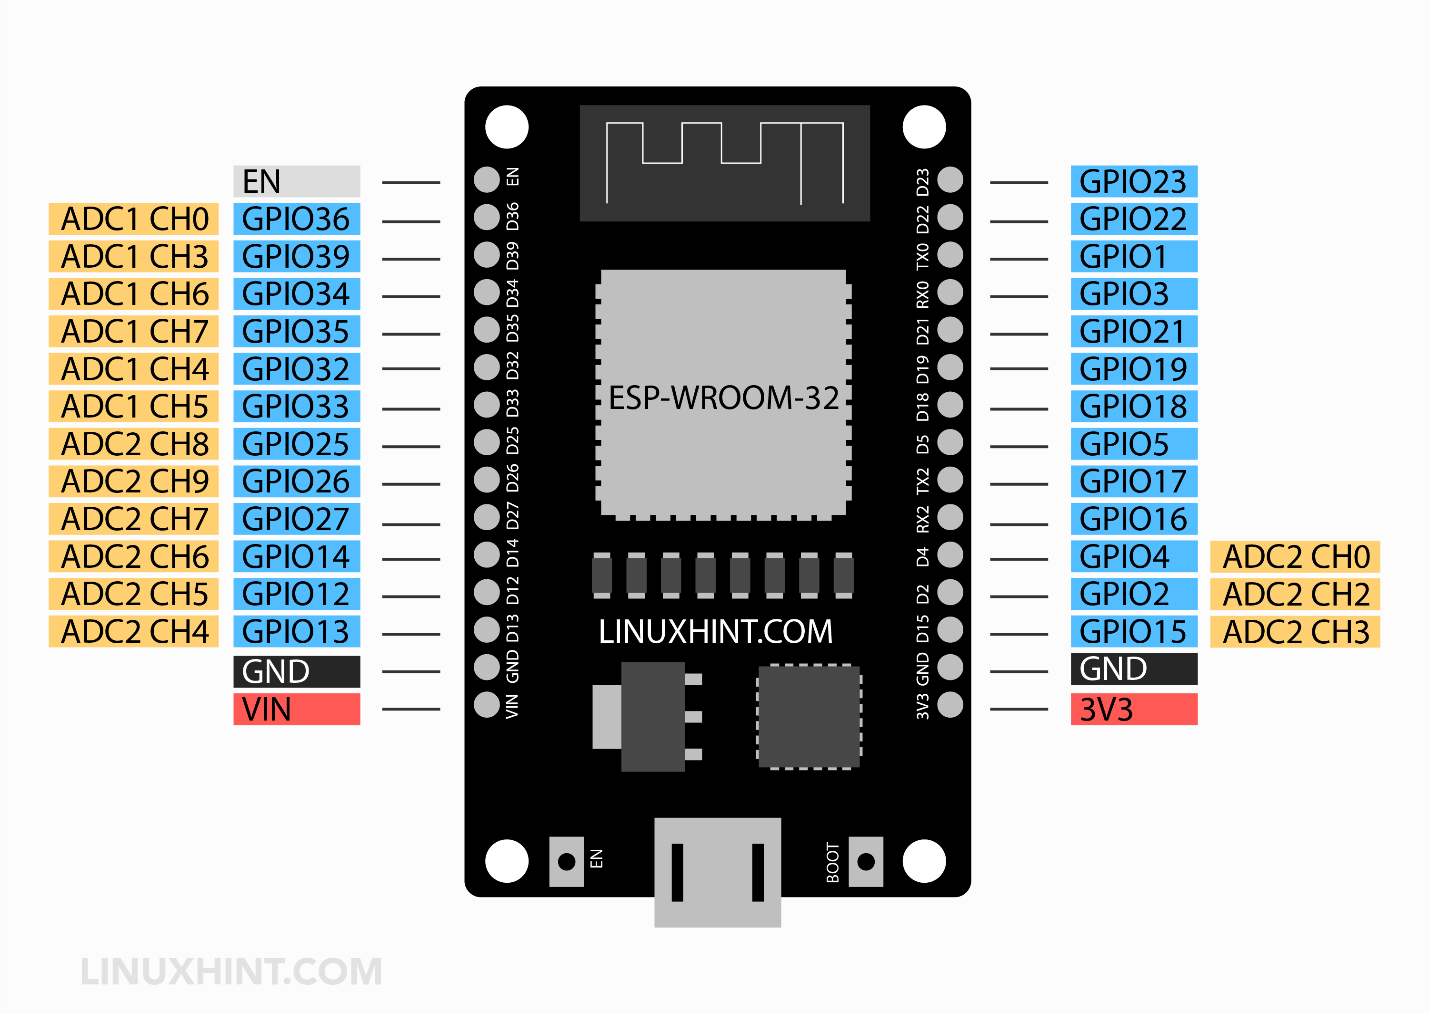 EN EN D23 GPIO23
ADC1 CH0 GPIO36 D36 D22 GPIO22
ADC1 CH3 GPIO39 D39 TX0 GPIO1
ADC1 CH6 GPIO34 D34 RX0 GPIO3
ADC1 CH7 GPIO35 D35 D21 GPIO21
ADC1 CH4 GPIO32 D32 D19 GPIO19
ESP-WROOM-32
ADC1 CH5 GPIO33 D33 D18 GPIO18
ADC2 CH8 GPIO25 D25 D5 GPIO5
ADC2 CH9 GPIO26 D26 TX2 GPIO17
ADC2 CH7 GPIO27 D27 RX2 GPIO16
ADC2 CH6 GPIO14 D14 D4 GPIO4 ADC2 CH0
ADC2 CH5 GPIO12 D12 D2 GPIO2 ADC2 CH2
ADC2 CH4 GPIO13 D13 LINUXHINT.COM D15 GPIO15 ADC2 CH3
GND GND GND GND
VIN VIN 3V3 3V3
EN BOOT
LINUXHINT.COM